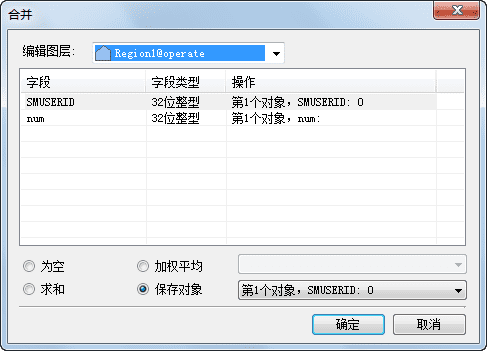 合并
编辑图层: Region1@operate
字段 字段类型 操作
SMUSERID 32位整型 第1个对象，SMUSERID: 0
num 32位整型 第1个对象，num:
为空 加权平均
求和 保存对象 第1个对象，SMUSERID: 0
确定 取消